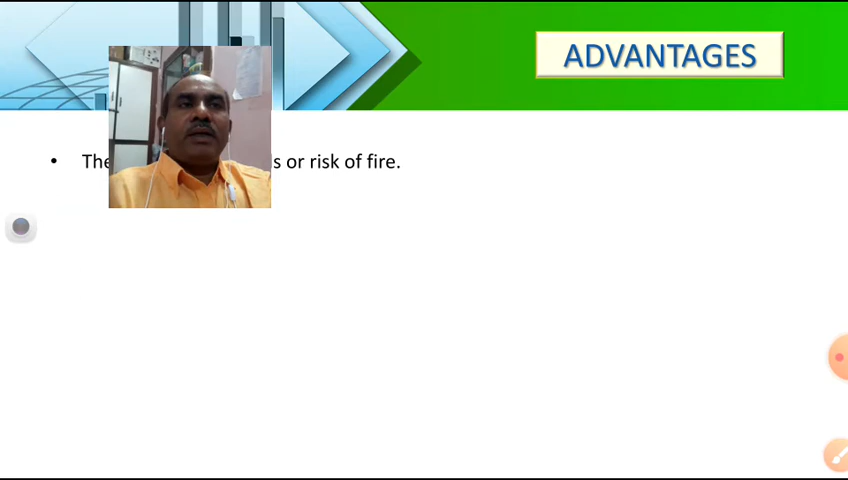 ADVANTAGES
• The s or risk of fire.